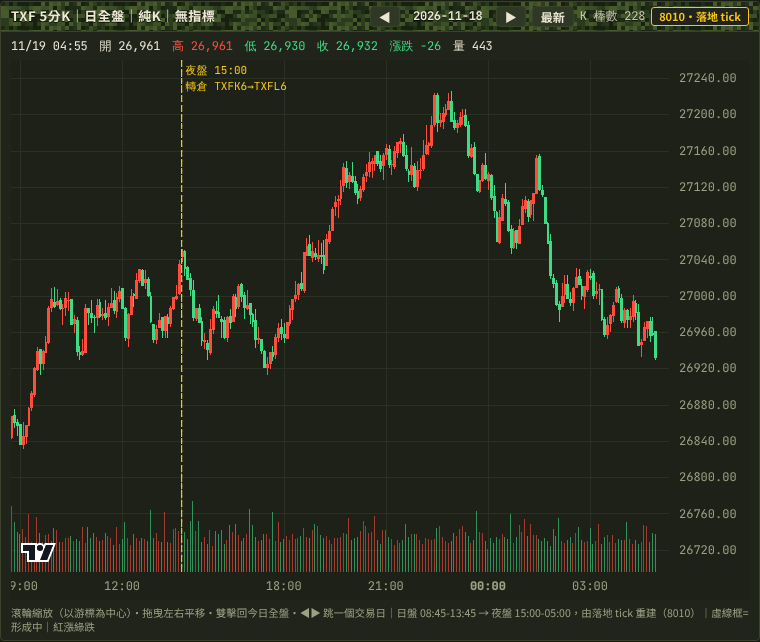 TXF 5分K｜日全盤｜純K｜無指標
◀ 2026-11-18 ▶ 最新 K 棒數 228 8010・落地 tick
11/19 04:55 開 26,961 高 26,961 低 26,930 收 26,932 漲跌 -26 量 443
夜盤 15:00
轉倉 TXFK6→TXFL6
27240.00
27200.00
27160.00
27120.00
27080.00
27040.00
27000.00
26960.00
26920.00
26880.00
26840.00
26800.00
26760.00
26720.00
9:00 12:00 18:00 21:00 00:00 03:00
滾輪縮放（以游標為中心）・拖曳左右平移・雙擊回今日全盤・◀▶ 跳一個交易日｜日盤 08:45-13:45 → 夜盤 15:00-05:00，由落地 tick 重建（8010）｜虛線框=
形成中｜紅漲綠跌